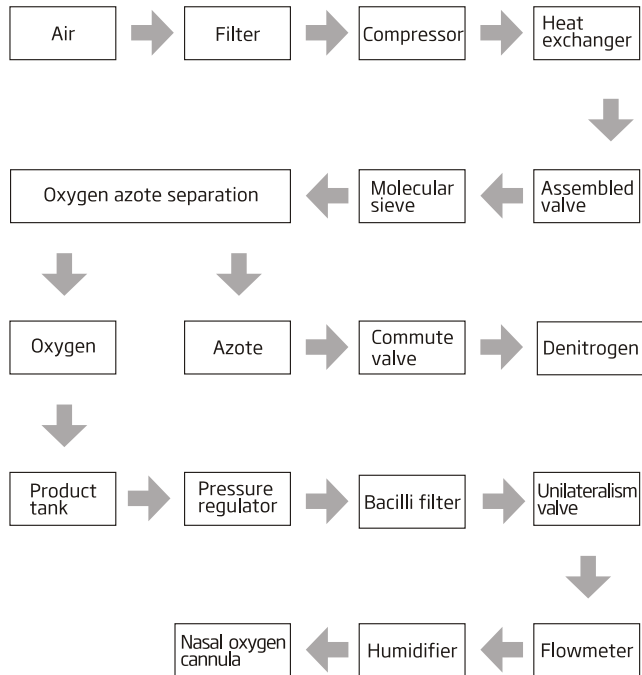 Air
Filter
Compressor
Heat
exchanger
Assembled
valve
Molecular
sieve
Oxygen azote separation
Oxygen
Azote
Commute
valve
Denitrogen
Product
tank
Pressure
regulator
Bacilli filter
Unilateralism
valve
Flowmeter
Humidifier
Nasal oxygen
cannula